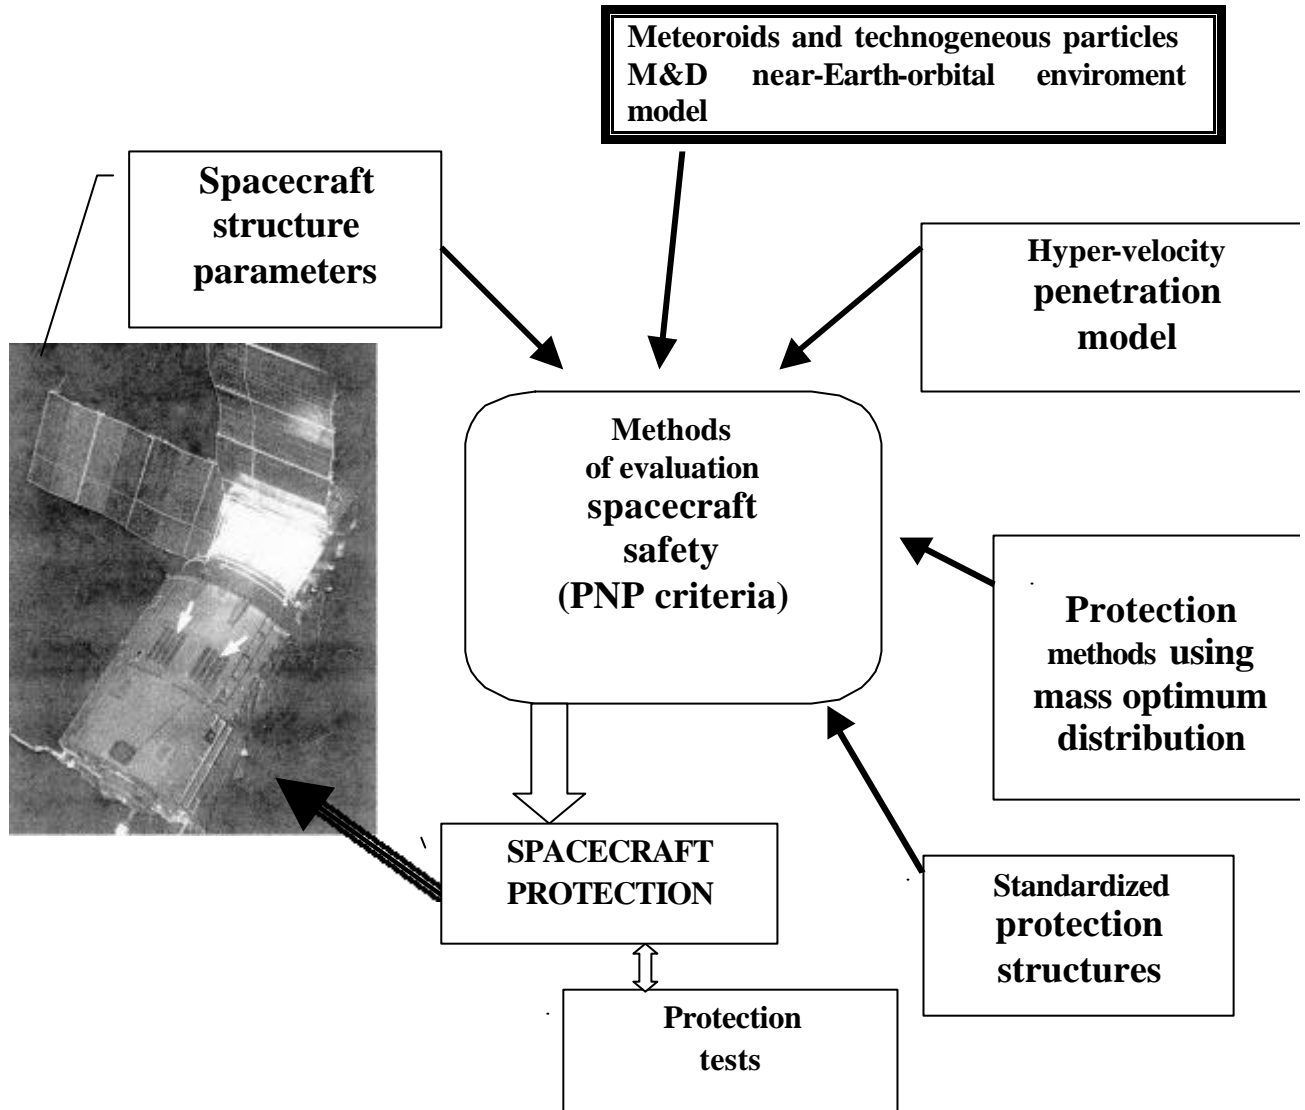 Meteoroids and technogeneous particles
M&D near-Earth-orbital enviroment
model
Spacecraft
structure
parameters
Hyper-velocity
penetration
model
Methods
of evaluation
spacecraft
safety
(PNP criteria)
Protection
methods using
mass optimum
distribution
SPACECRAFT
PROTECTION
Standardized
protection
structures
Protection
tests